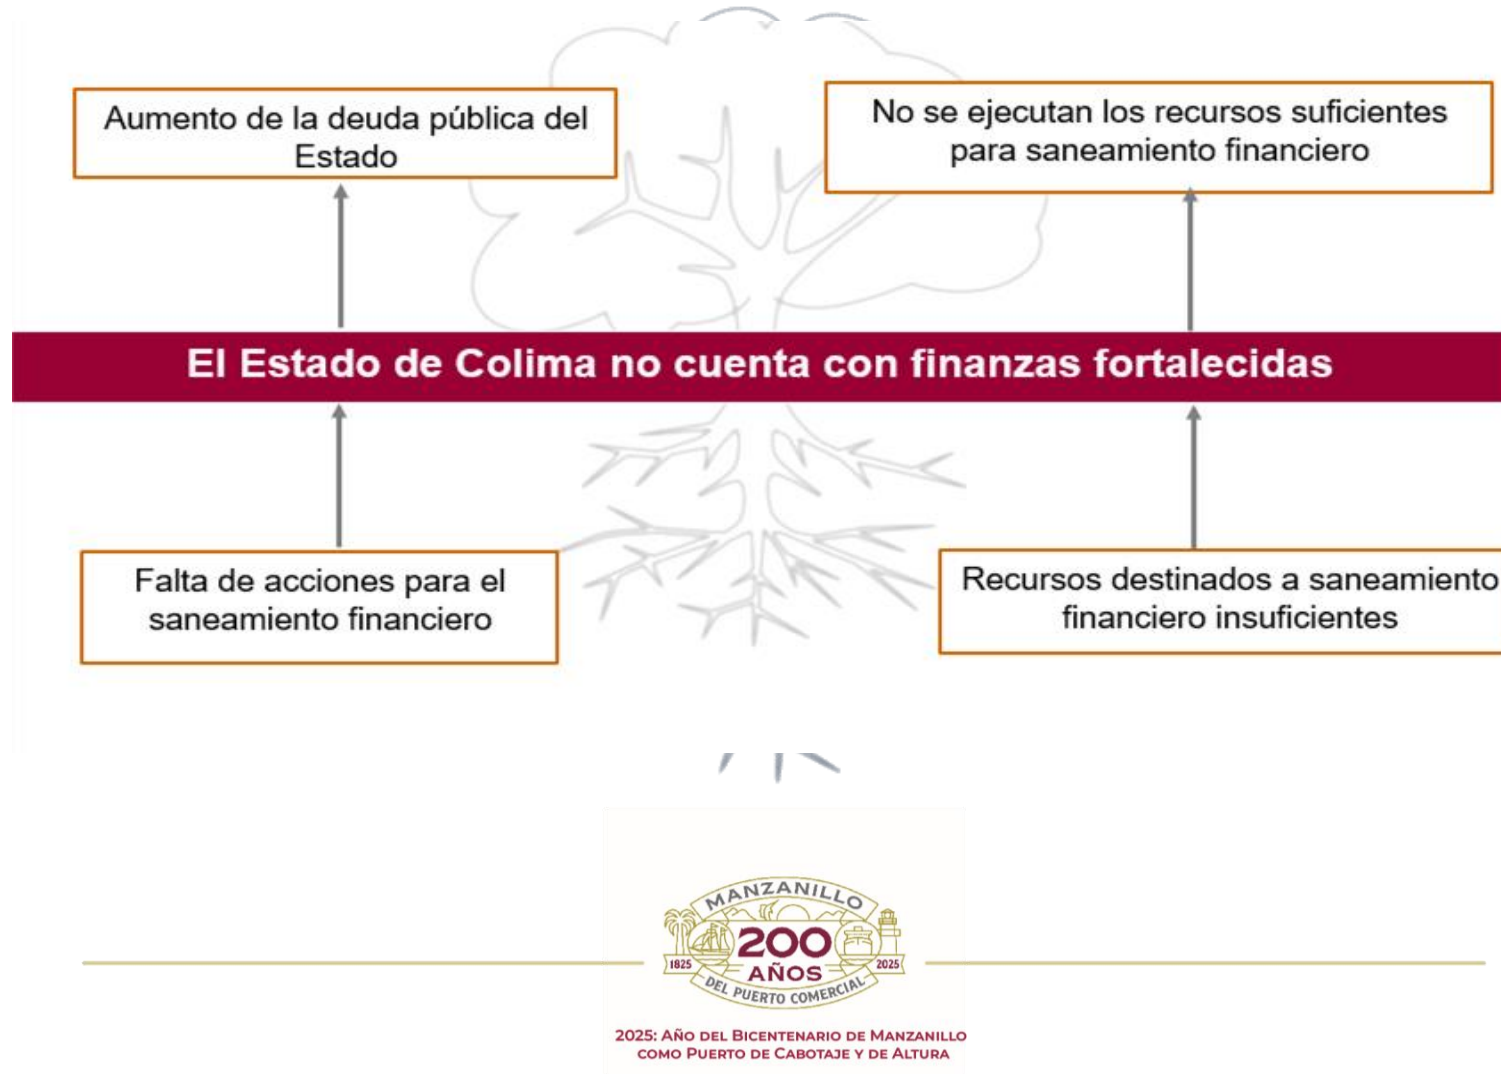 Aumento de la deuda pública del
Estado
No se ejecutan los recursos suficientes
para saneamiento financiero
El Estado de Colima no cuenta con finanzas fortalecidas
Falta de acciones para el
saneamiento financiero
Recursos destinados a saneamiento
financiero insuficientes
MANZANILLO
200
AÑOS
1825
2025
DEL PUERTO COMERCIAL
2025: AÑO DEL BICENTENARIO DE MANZANILLO
COMO PUERTO DE CABOTAJE Y DE ALTURA